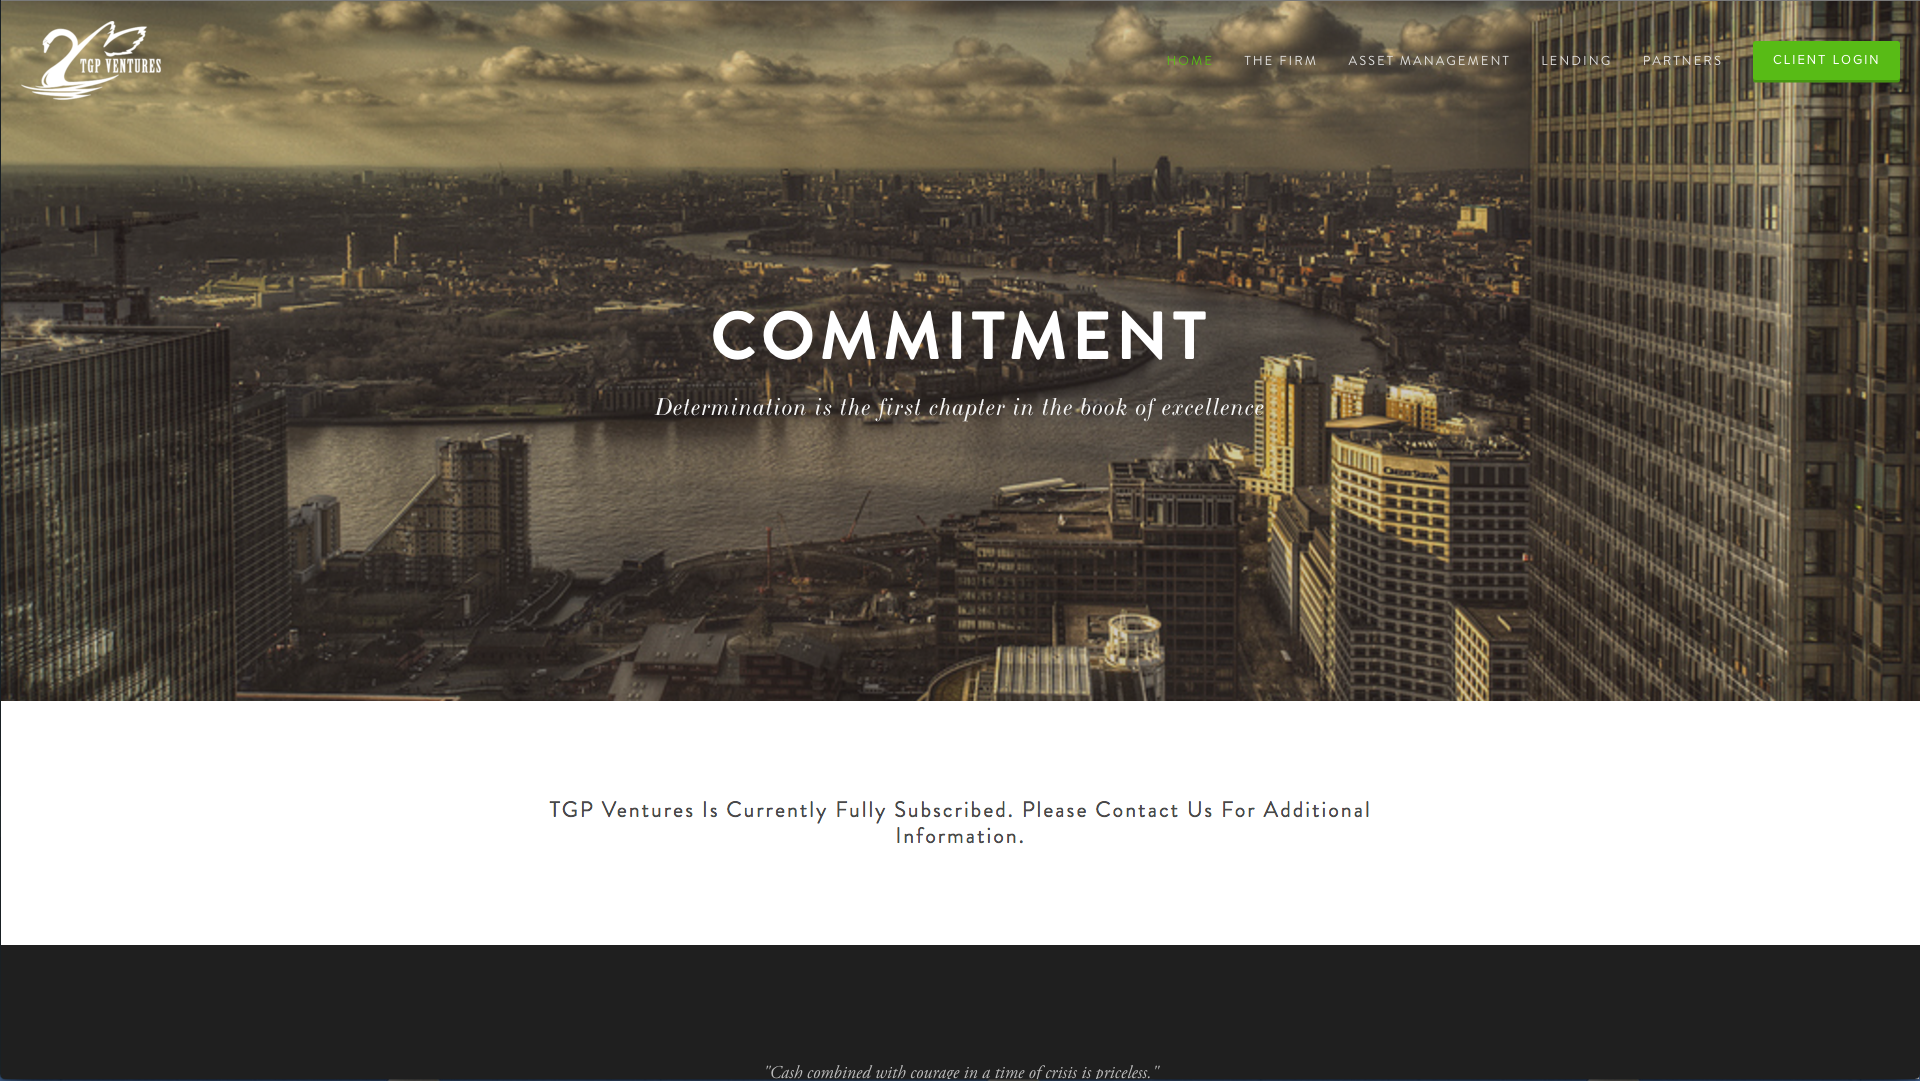 TGP VENTURES
HOME THE FIRM ASSET MANAGEMENT LENDING PARTNERS CLIENT LOGIN
COMMITMENT
Determination is the first chapter in the book of excellence
CREDIT SUISSE
TGP Ventures Is Currently Fully Subscribed. Please Contact Us For Additional
Information.
"Cash combined with courage in a time of crisis is priceless."